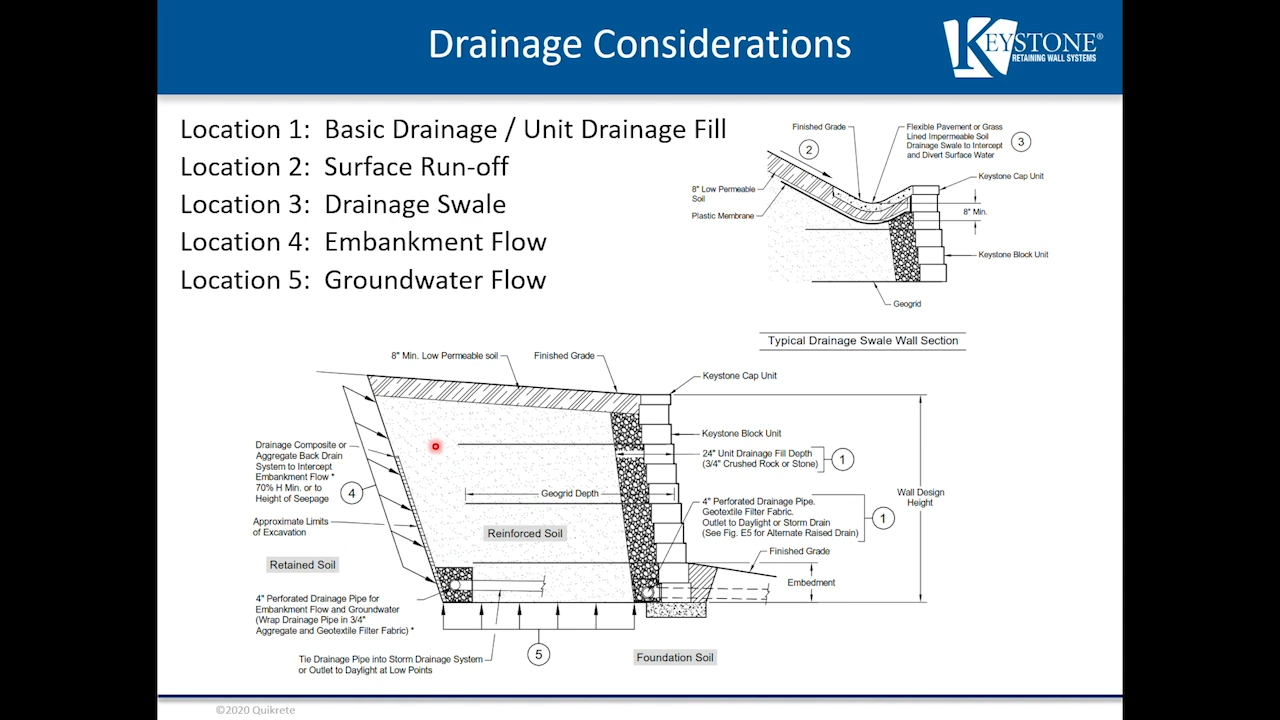 Drainage Considerations
KEYSTONE®
RETAINING WALL SYSTEMS
Location 1: Basic Drainage / Unit Drainage Fill
Location 2: Surface Run-off
Location 3: Drainage Swale
Location 4: Embankment Flow
Location 5: Groundwater Flow
Finished Grade
2
Flexible Pavement or Grass
Lined Impermeable Soil
Drainage Swale to Intercept
and Divert Surface Water
3
Keystone Cap Unit
8" Low Permeable
Soil
Plastic Membrane
8" Min.
Keystone Block Unit
Geogrid
Typical Drainage Swale Wall Section
8" Min. Low Permeable soil
Finished Grade
Keystone Cap Unit
Keystone Block Unit
24" Unit Drainage Fill Depth
(3/4" Crushed Rock or Stone)
1
Drainage Composite or
Aggregate Back Drain
System to Intercept
Embankment Flow *
70% H Min. or to
Height of Seepage
4
Geogrid Depth
Wall Design
Height
4" Perforated Drainage Pipe.
Geotextile Filter Fabric.
Outlet to Daylight or Storm Drain
(See Fig. E5 for Alternate Raised Drain)
1
Approximate Limits
of Excavation
Reinforced Soil
Finished Grade
Retained Soil
Embedment
4" Perforated Drainage Pipe for
Embankment Flow and Groundwater
(Wrap Drainage Pipe in 3/4"
Aggregate and Geotextile Filter Fabric) *
5
Tie Drainage Pipe into Storm Drainage System
or Outlet to Daylight at Low Points
Foundation Soil
©2020 Quikrete